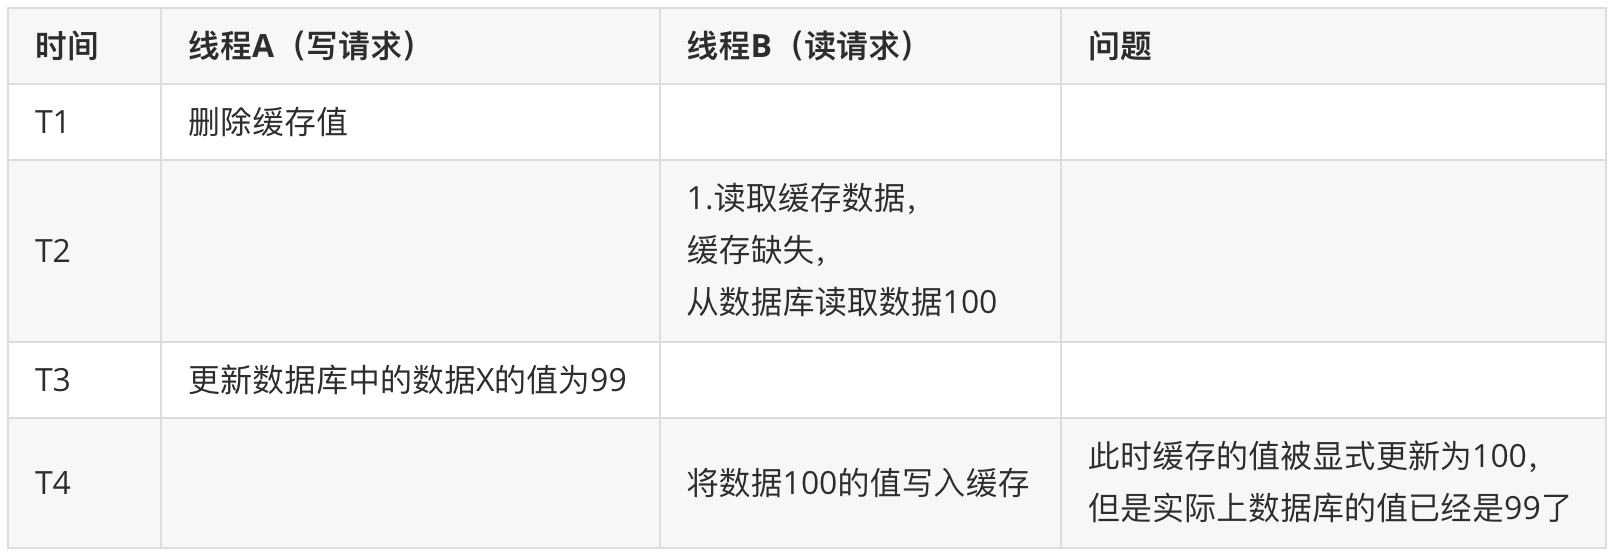 时间 线程A（写请求） 线程B（读请求） 问题
T1 删除缓存值
1.读取缓存数据，
T2 缓存缺失，
从数据库读取数据100
T3 更新数据库中的数据X的值为99
此时缓存的值被显式更新为100，
T4 将数据100的值写入缓存
但是实际上数据库的值已经是99了